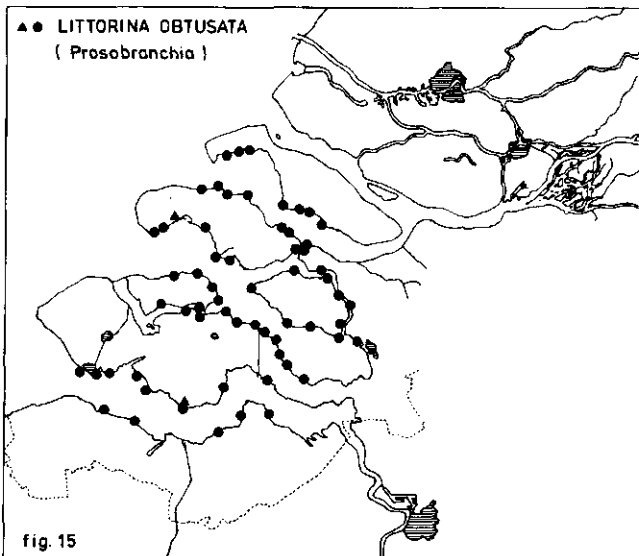 ▲ ● LITTORINA OBTUSATA
( Prosobranchia )
fig. 15